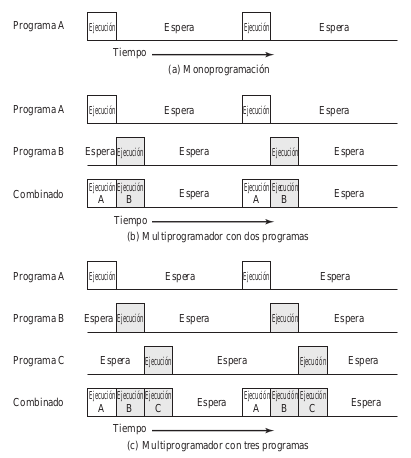 Programa A Ejecución Espera Ejecución Espera
Tiempo
(a) Monoprogramación
Programa A Ejecución Espera Ejecución Espera
Programa B Espera Ejecución Espera Ejecución Espera
Combinado Ejecución A Ejecución B Espera Ejecución A Ejecución B Espera
Tiempo
(b) Multiprogramador con dos programas
Programa A Ejecución Espera Ejecución Espera
Programa B Espera Ejecución Espera Ejecución Espera
Programa C Espera Ejecución Espera Ejecución Espera
Combinado Ejecución A Ejecución B Ejecución C Espera Ejecución A Ejecución B Ejecución C Espera
Tiempo
(c) Multiprogramador con tres programas